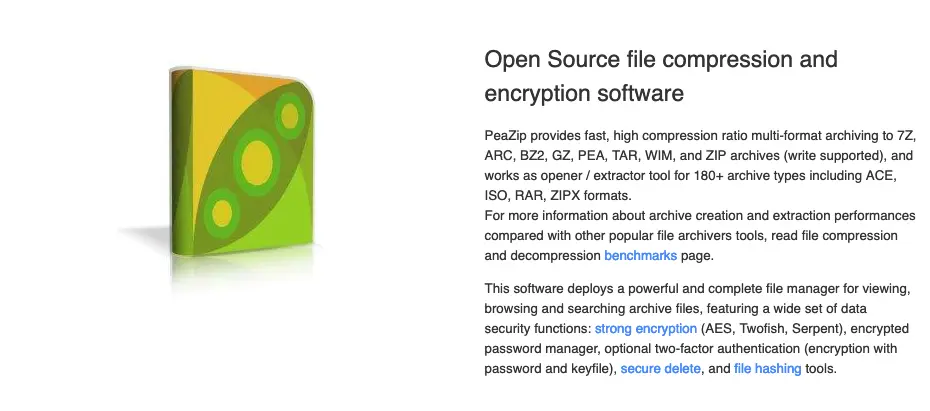 Open Source file compression and
encryption software
PeaZip provides fast, high compression ratio multi-format archiving to 7Z,
ARC, BZ2, GZ, PEA, TAR, WIM, and ZIP archives (write supported), and
works as opener / extractor tool for 180+ archive types including ACE,
ISO, RAR, ZIPX formats.
For more information about archive creation and extraction performances
compared with other popular file archivers tools, read file compression
and decompression benchmarks page.
This software deploys a powerful and complete file manager for viewing,
browsing and searching archive files, featuring a wide set of data
security functions: strong encryption (AES, Twofish, Serpent), encrypted
password manager, optional two-factor authentication (encryption with
password and keyfile), secure delete, and file hashing tools.